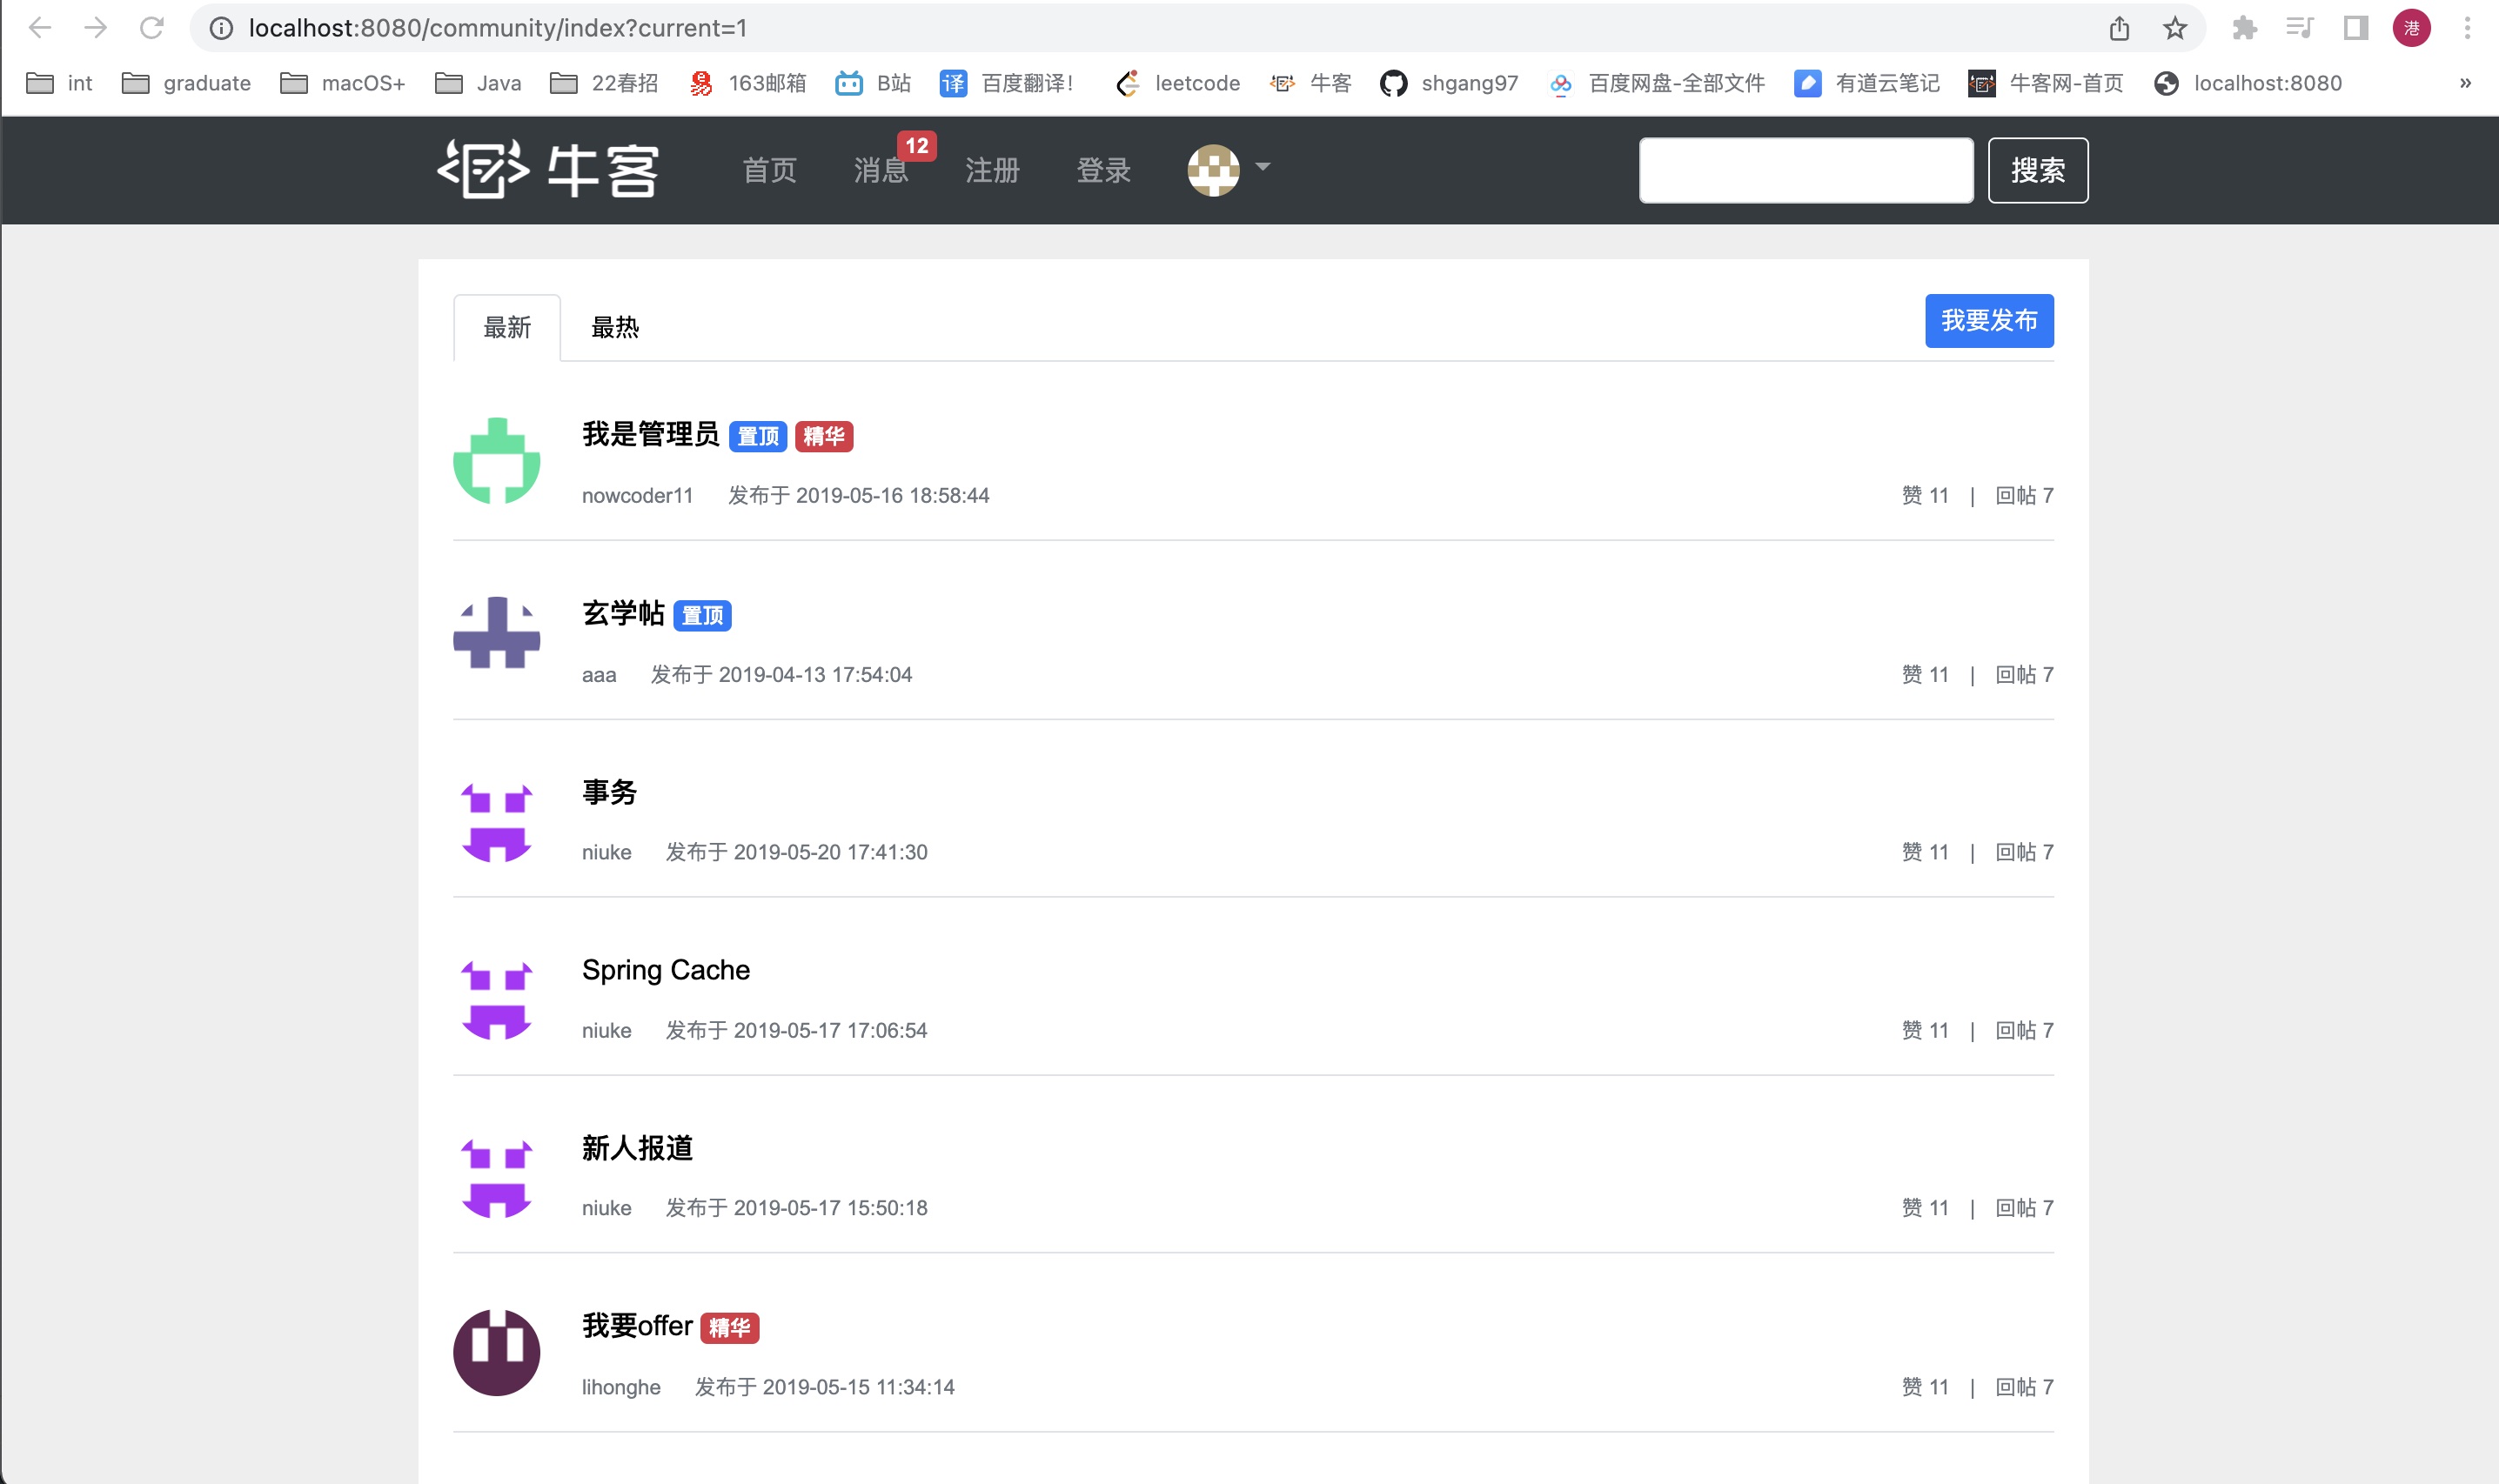 localhost:8080/community/index?current=1
港
int graduate macOS+ Java 22春招 163邮箱 B站 译 百度翻译! leetcode 牛客 shgang97 百度网盘-全部文件 有道云笔记 牛客网-首页 localhost:8080 »
牛客 首页 消息 12 注册 登录 搜索
最新 最热 我要发布
我是管理员 置顶 精华
nowcoder11 发布于 2019-05-16 18:58:44 赞 11 | 回帖 7
玄学帖 置顶
aaa 发布于 2019-04-13 17:54:04 赞 11 | 回帖 7
事务
niuke 发布于 2019-05-20 17:41:30 赞 11 | 回帖 7
Spring Cache
niuke 发布于 2019-05-17 17:06:54 赞 11 | 回帖 7
新人报道
niuke 发布于 2019-05-17 15:50:18 赞 11 | 回帖 7
我要offer 精华
lihonghe 发布于 2019-05-15 11:34:14 赞 11 | 回帖 7